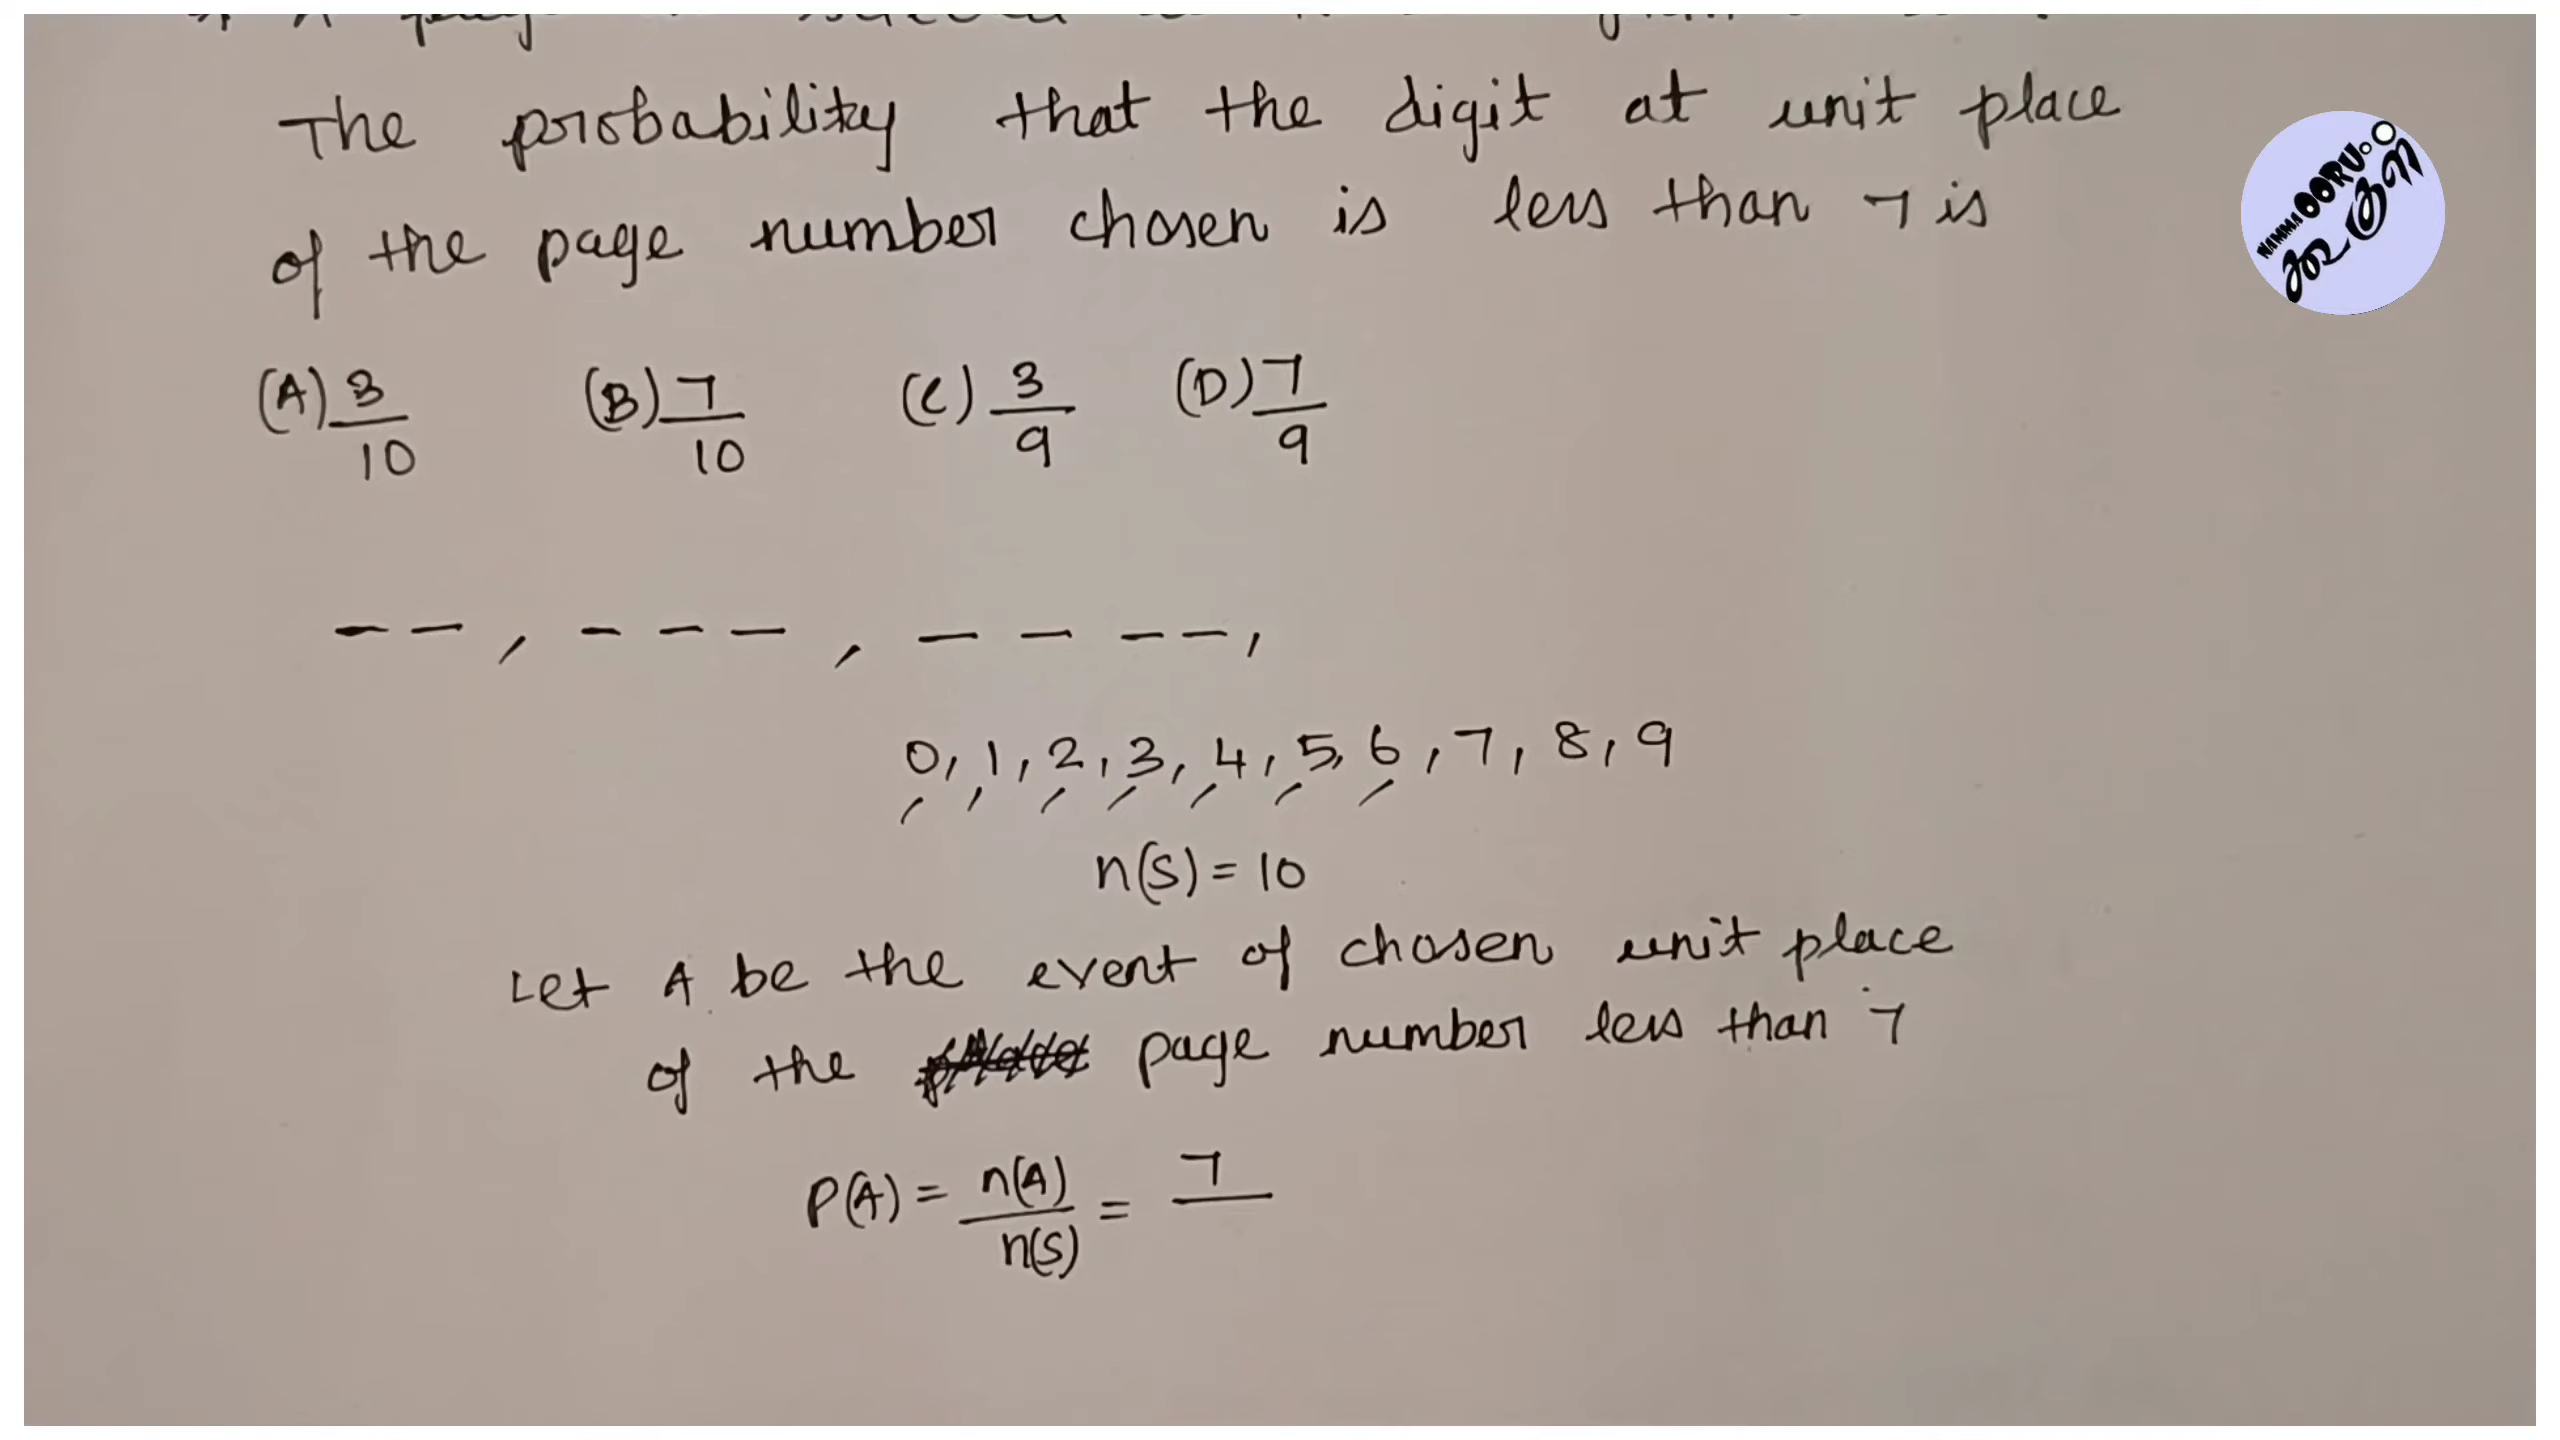 The probability that the digit at unit place
of the page number chosen is less than 7 is
(A) 3/10 (B) 7/10 (C) 3/9 (D) 7/9
_ _ , _ _ _ , _ _ _ _ ,
0, 1, 2, 3, 4, 5, 6, 7, 8, 9
n(S) = 10
Let A be the event of chosen unit place
of the page number less than 7
P(A) = n(A)/n(S) = 7/
NAMMA OORU